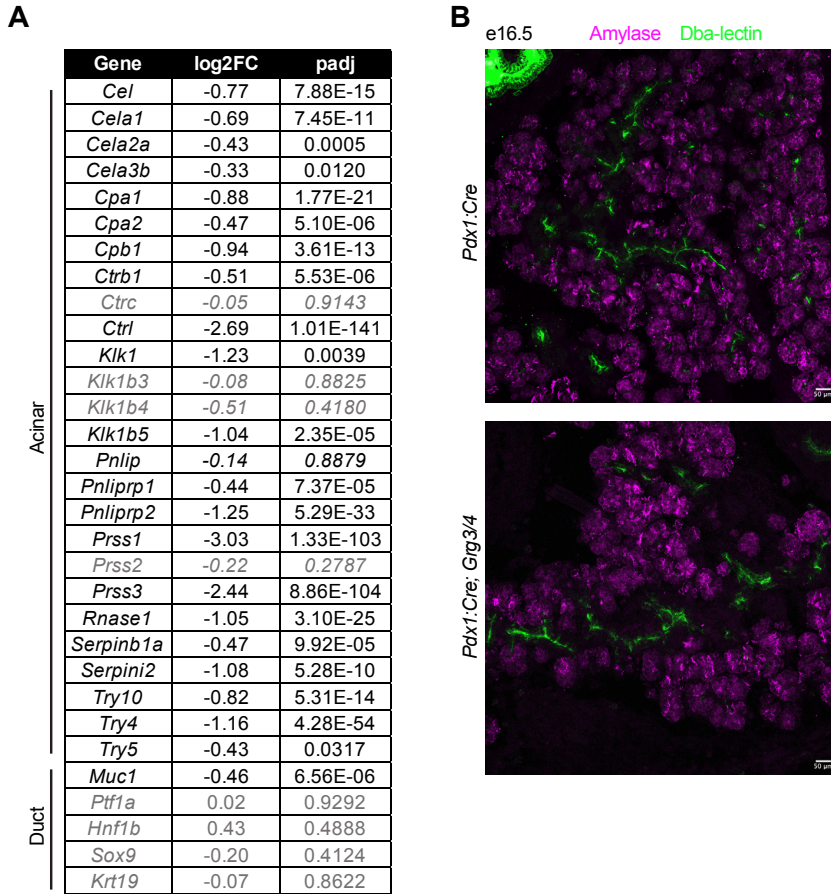 A
Gene log2FC padj
Acinar
Cel -0.77 7.88E-15
Cela1 -0.69 7.45E-11
Cela2a -0.43 0.0005
Cela3b -0.33 0.0120
Cpa1 -0.88 1.77E-21
Cpa2 -0.47 5.10E-06
Cpb1 -0.94 3.61E-13
Ctrb1 -0.51 5.53E-06
Ctrc -0.05 0.9143
Ctrl -2.69 1.01E-141
Klk1 -1.23 0.0039
Klk1b3 -0.08 0.8825
Klk1b4 -0.51 0.4180
Klk1b5 -1.04 2.35E-05
Pnlip -0.14 0.8879
Pnliprp1 -0.44 7.37E-05
Pnliprp2 -1.25 5.29E-33
Prss1 -3.03 1.33E-103
Prss2 -0.22 0.2787
Prss3 -2.44 8.86E-104
Rnase1 -1.05 3.10E-25
Serpinb1a -0.47 9.92E-05
Serpini2 -1.08 5.28E-10
Try10 -0.82 5.31E-14
Try4 -1.16 4.28E-54
Try5 -0.43 0.0317
Duct
Muc1 -0.46 6.56E-06
Ptf1a 0.02 0.9292
Hnf1b 0.43 0.4888
Sox9 -0.20 0.4124
Krt19 -0.07 0.8622
B
e16.5 Amylase Dba-lectin
Pdx1:Cre
50 µm
Pdx1:Cre; Grg3/4
50 µm